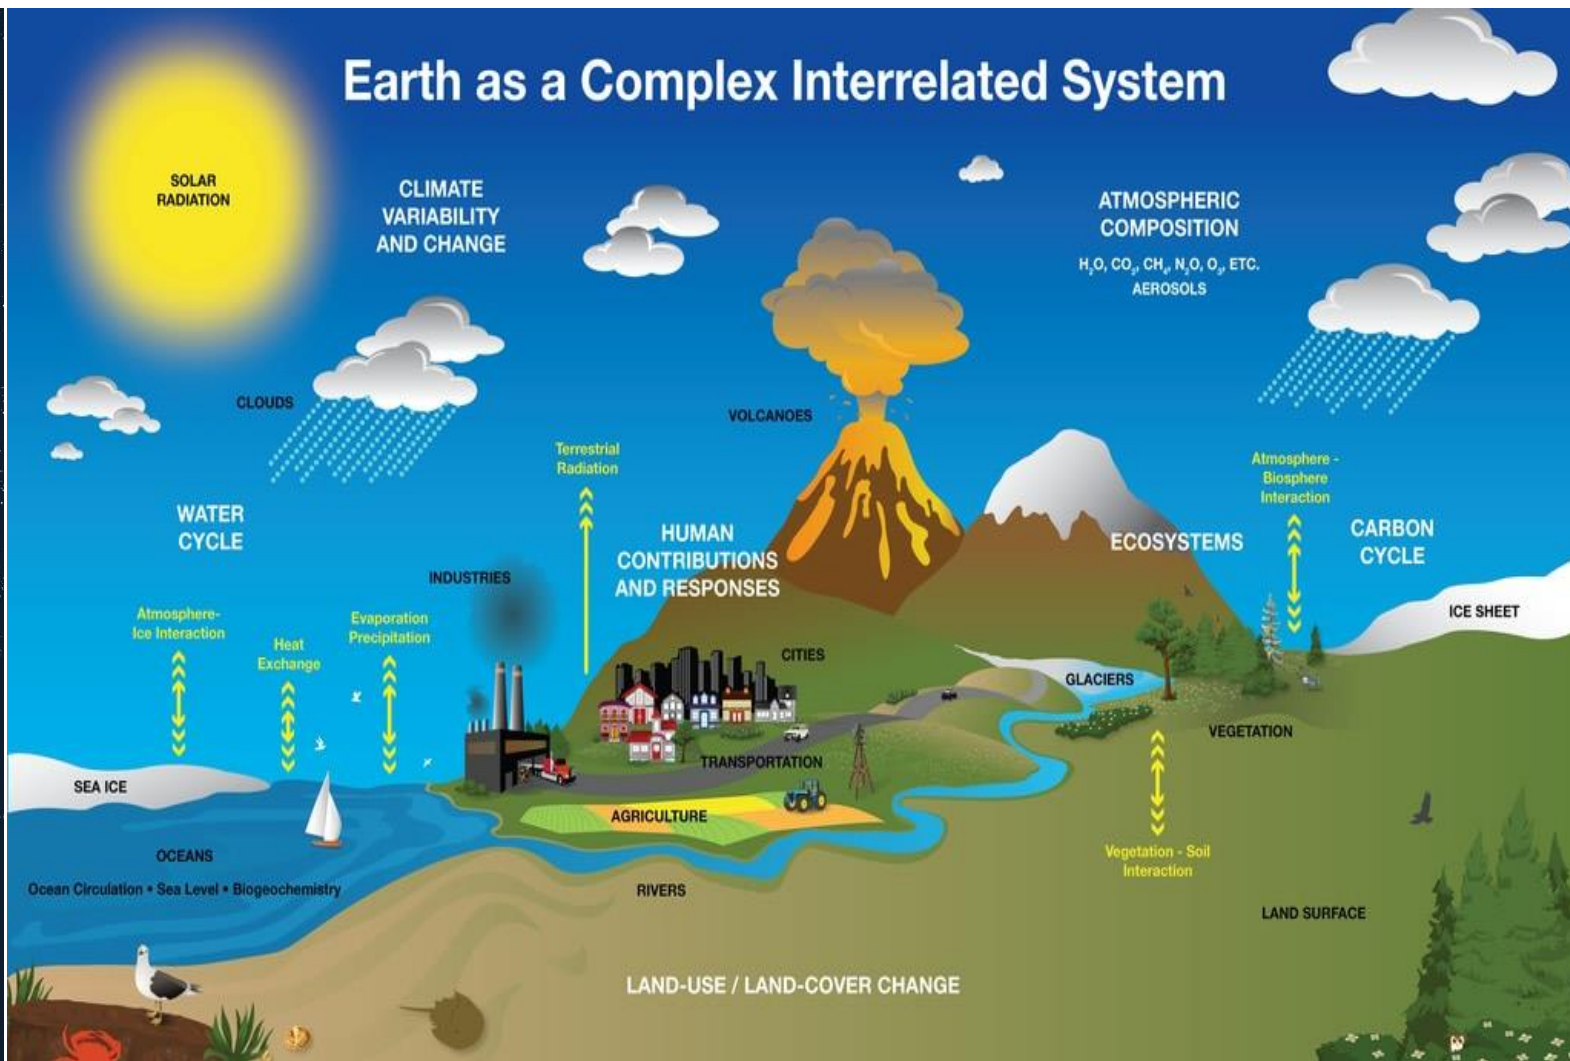 Earth as a Complex Interrelated System
SOLAR
RADIATION
CLIMATE
VARIABILITY
AND CHANGE
ATMOSPHERIC
COMPOSITION
H₂O, CO₂, CH₄, N₂O, O₃, ETC.
AEROSOLS
CLOUDS
VOLCANOES
Terrestrial
Radiation
Atmosphere -
Biosphere
Interaction
WATER
CYCLE
HUMAN
CONTRIBUTIONS
AND RESPONSES
ECOSYSTEMS
CARBON
CYCLE
INDUSTRIES
Atmosphere-
Ice Interaction
Heat
Exchange
Evaporation
Precipitation
ICE SHEET
CITIES
GLACIERS
VEGETATION
TRANSPORTATION
SEA ICE
AGRICULTURE
OCEANS
Ocean Circulation • Sea Level • Biogeochemistry
RIVERS
Vegetation - Soil
Interaction
LAND SURFACE
LAND-USE / LAND-COVER CHANGE